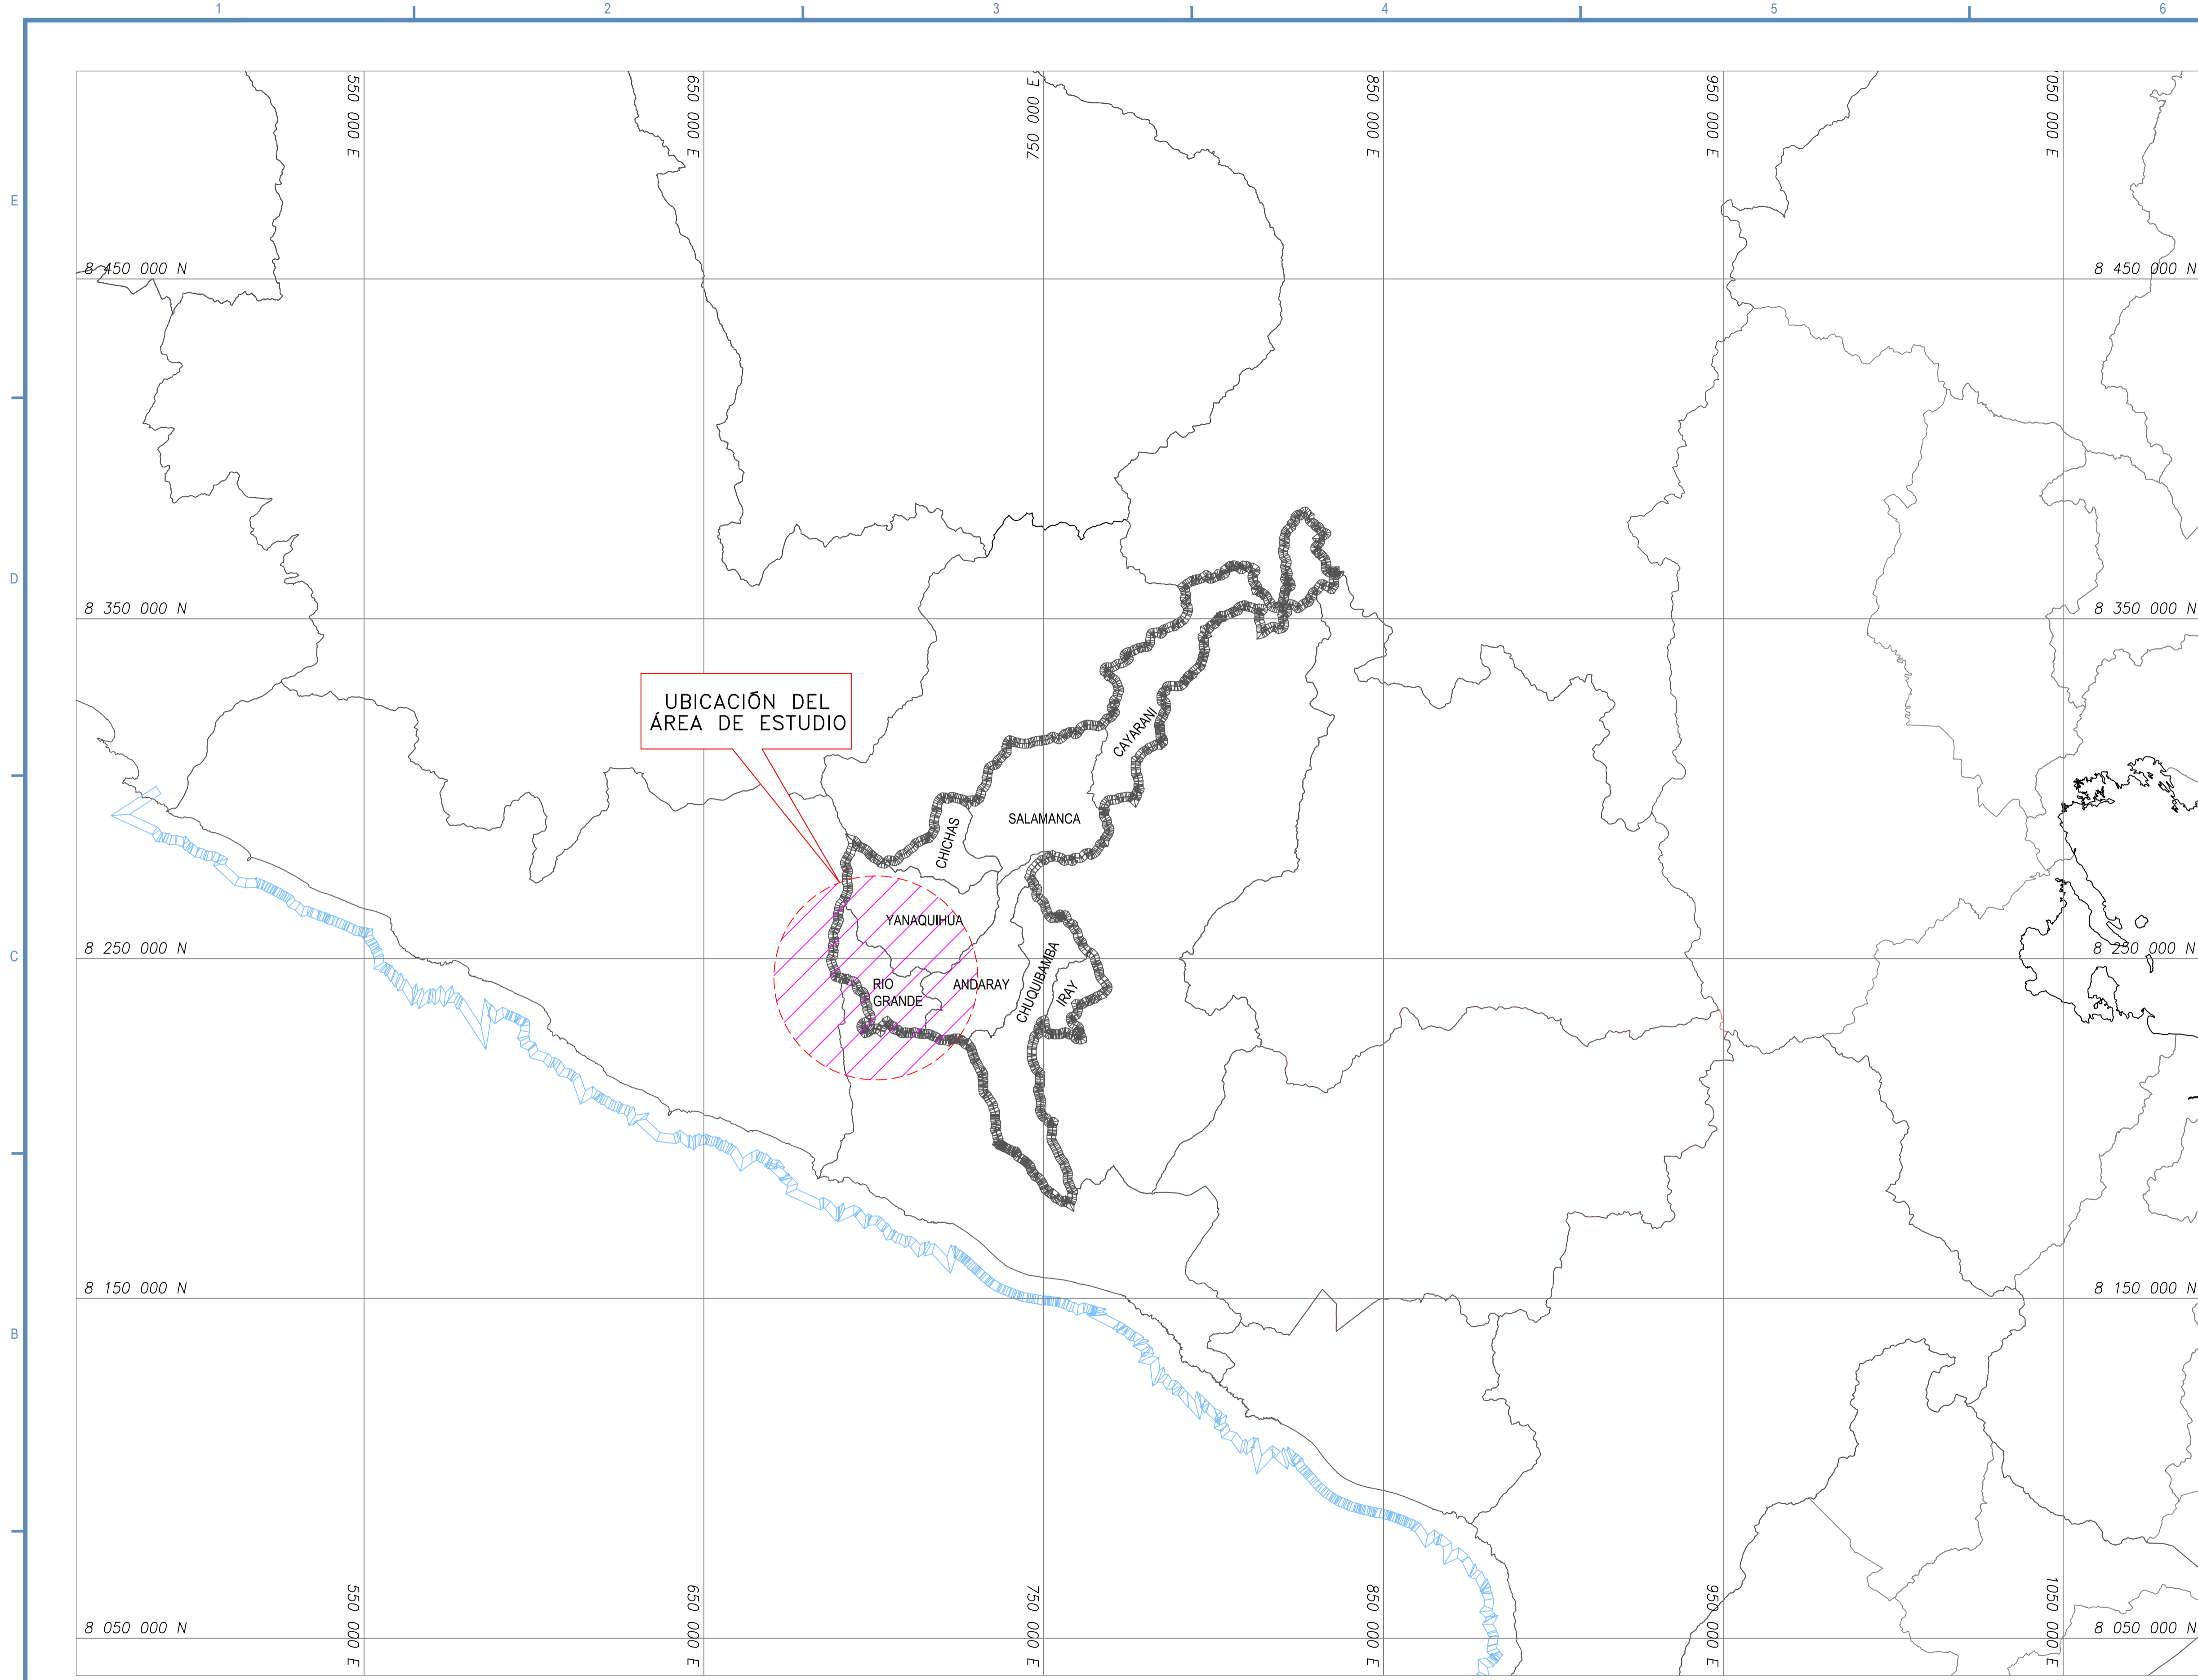 1 2 3 4 5 6
550 000 E 650 000 E 750 000 E 850 000 E 950 000 E 050 000 E
E
8 450 000 N 8 450 000 N
D
8 350 000 N 8 350 000 N
UBICACIÓN DEL
ÁREA DE ESTUDIO
CAYARANI
SALAMANCA
CHICHAS
YANAQUIHUA
C
8 250 000 N 8 250 000 N
RIO
GRANDE
ANDARAY
CHUQUIBAMBA
IRAY
8 150 000 N 8 150 000 N
B
8 050 000 N 8 050 000 N
550 000 E 650 000 E 750 000 E 850 000 E 950 000 E 1050 000 E